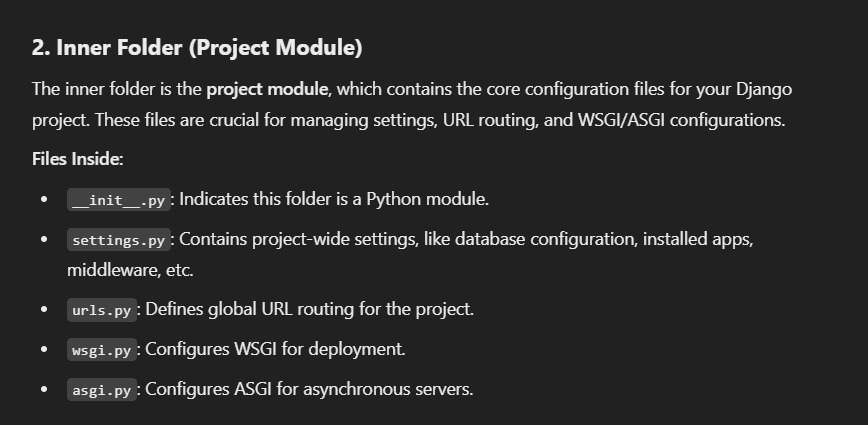 2. Inner Folder (Project Module)
The inner folder is the project module, which contains the core configuration files for your Django
project. These files are crucial for managing settings, URL routing, and WSGI/ASGI configurations.
Files Inside:
• __init__.py: Indicates this folder is a Python module.
• settings.py: Contains project-wide settings, like database configuration, installed apps,
middleware, etc.
• urls.py: Defines global URL routing for the project.
• wsgi.py: Configures WSGI for deployment.
• asgi.py: Configures ASGI for asynchronous servers.